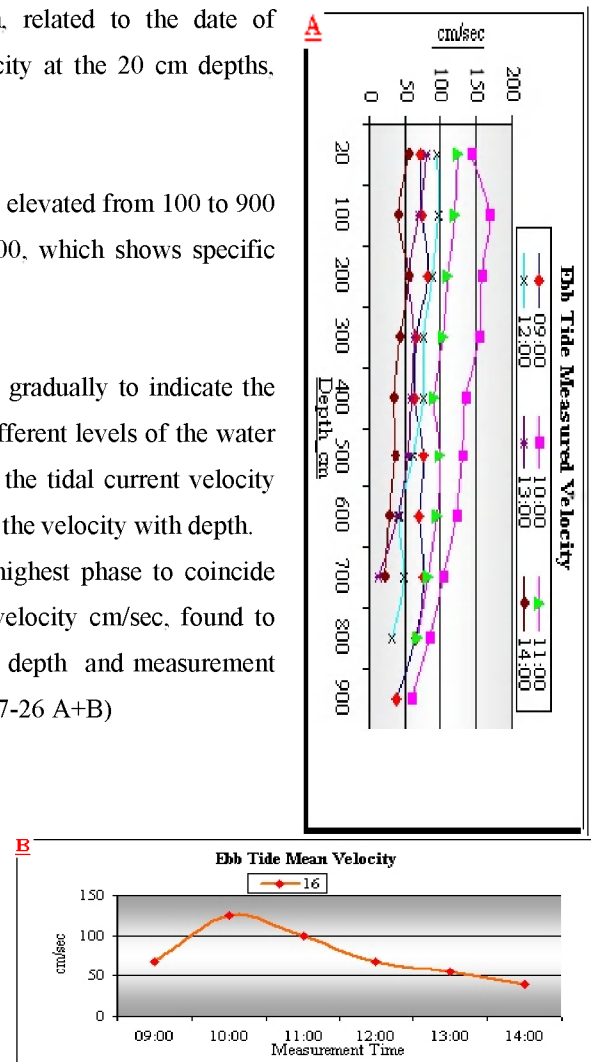 , related to the date of
city at the 20 cm depths,
elevated from 100 to 900
00, which shows specific
gradually to indicate the
fferent levels of the water
the tidal current velocity
the velocity with depth.
highest phase to coincide
velocity cm/sec, found to
depth and measurement
7-26 A+B)
A
Ebb Tide Measured Velocity
09:00
10:00
11:00
12:00
13:00
14:00
cm/sec
0 50 100 150 200
20 100 200 300 400 500 600 700 800 900
Depth_cm
B
Ebb Tide Mean Velocity
16
cm/sec
150
100
50
0
09:00 10:00 11:00 12:00 13:00 14:00
Measurement Time